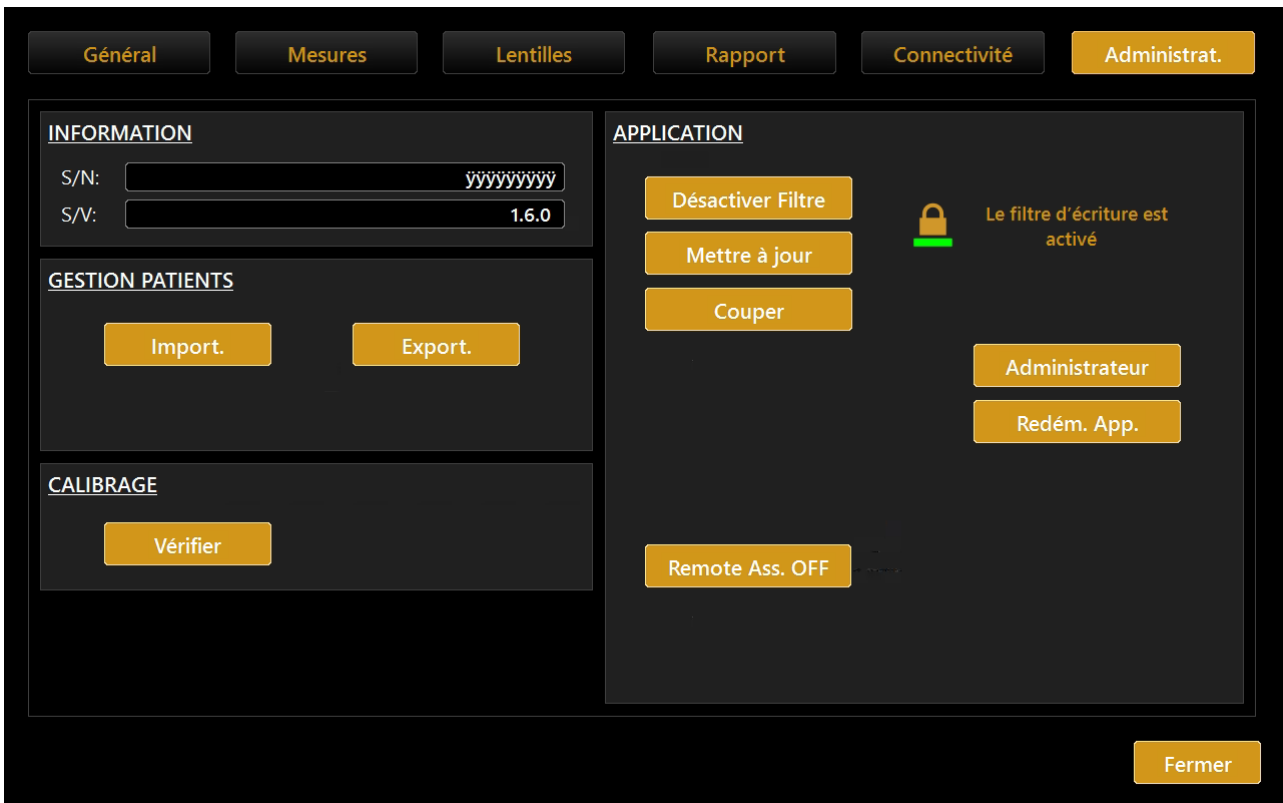 Général Mesures Lentilles Rapport Connectivité Administrat.
INFORMATION
S/N: ÿÿÿÿÿÿÿÿÿ
S/V: 1.6.0
GESTION PATIENTS
Import. Export.
CALIBRAGE
Vérifier
APPLICATION
Désactiver Filtre
Le filtre d'écriture est
activé
Mettre à jour
Couper
Administrateur
Redém. App.
Remote Ass. OFF
Fermer